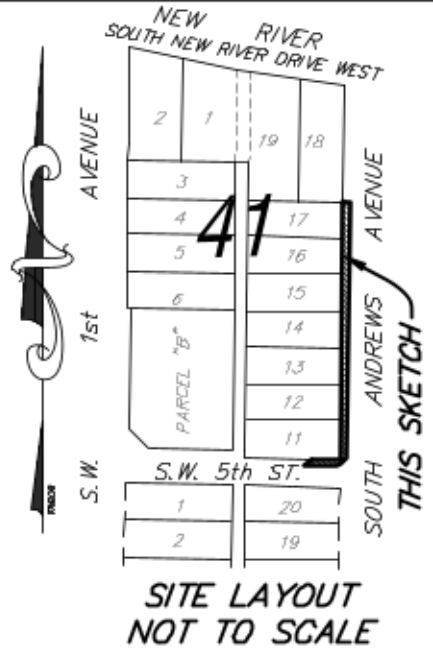 NEW RIVER
SOUTH NEW RIVER DRIVE WEST
2
1
19
18
3
4
5
6
41
17
16
15
14
13
12
11
PARCEL "B"
S.W. 1st AVENUE
SOUTH ANDREWS AVENUE
THIS SKETCH
S.W. 5th ST.
1
20
2
19
SITE LAYOUT
NOT TO SCALE